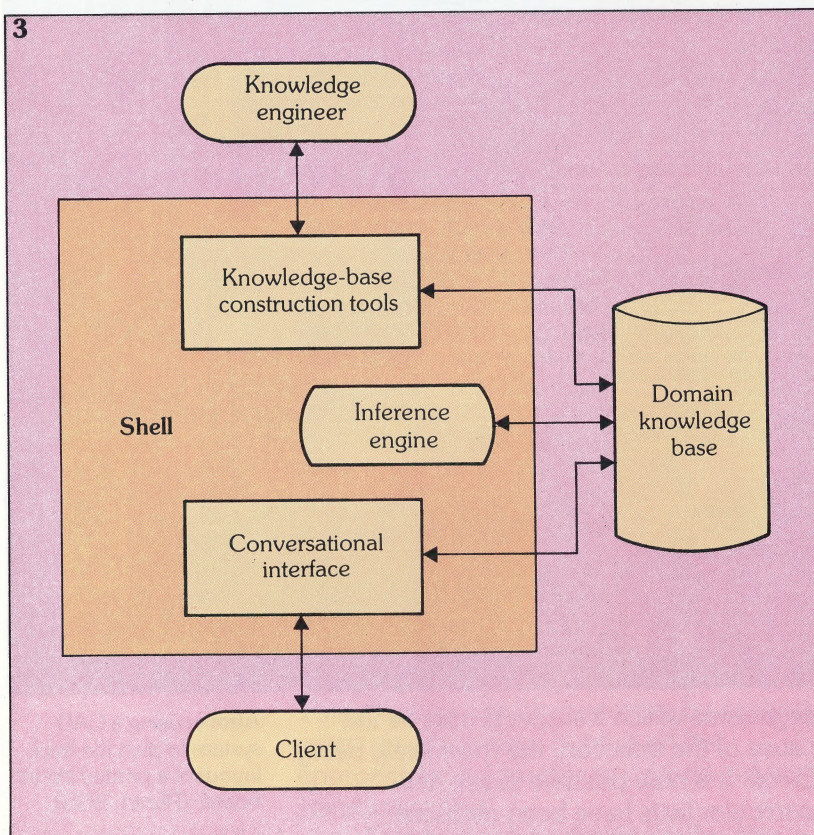 3
Knowledge
engineer
Knowledge-base
construction tools
Shell
Inference
engine
Domain
knowledge
base
Conversational
interface
Client